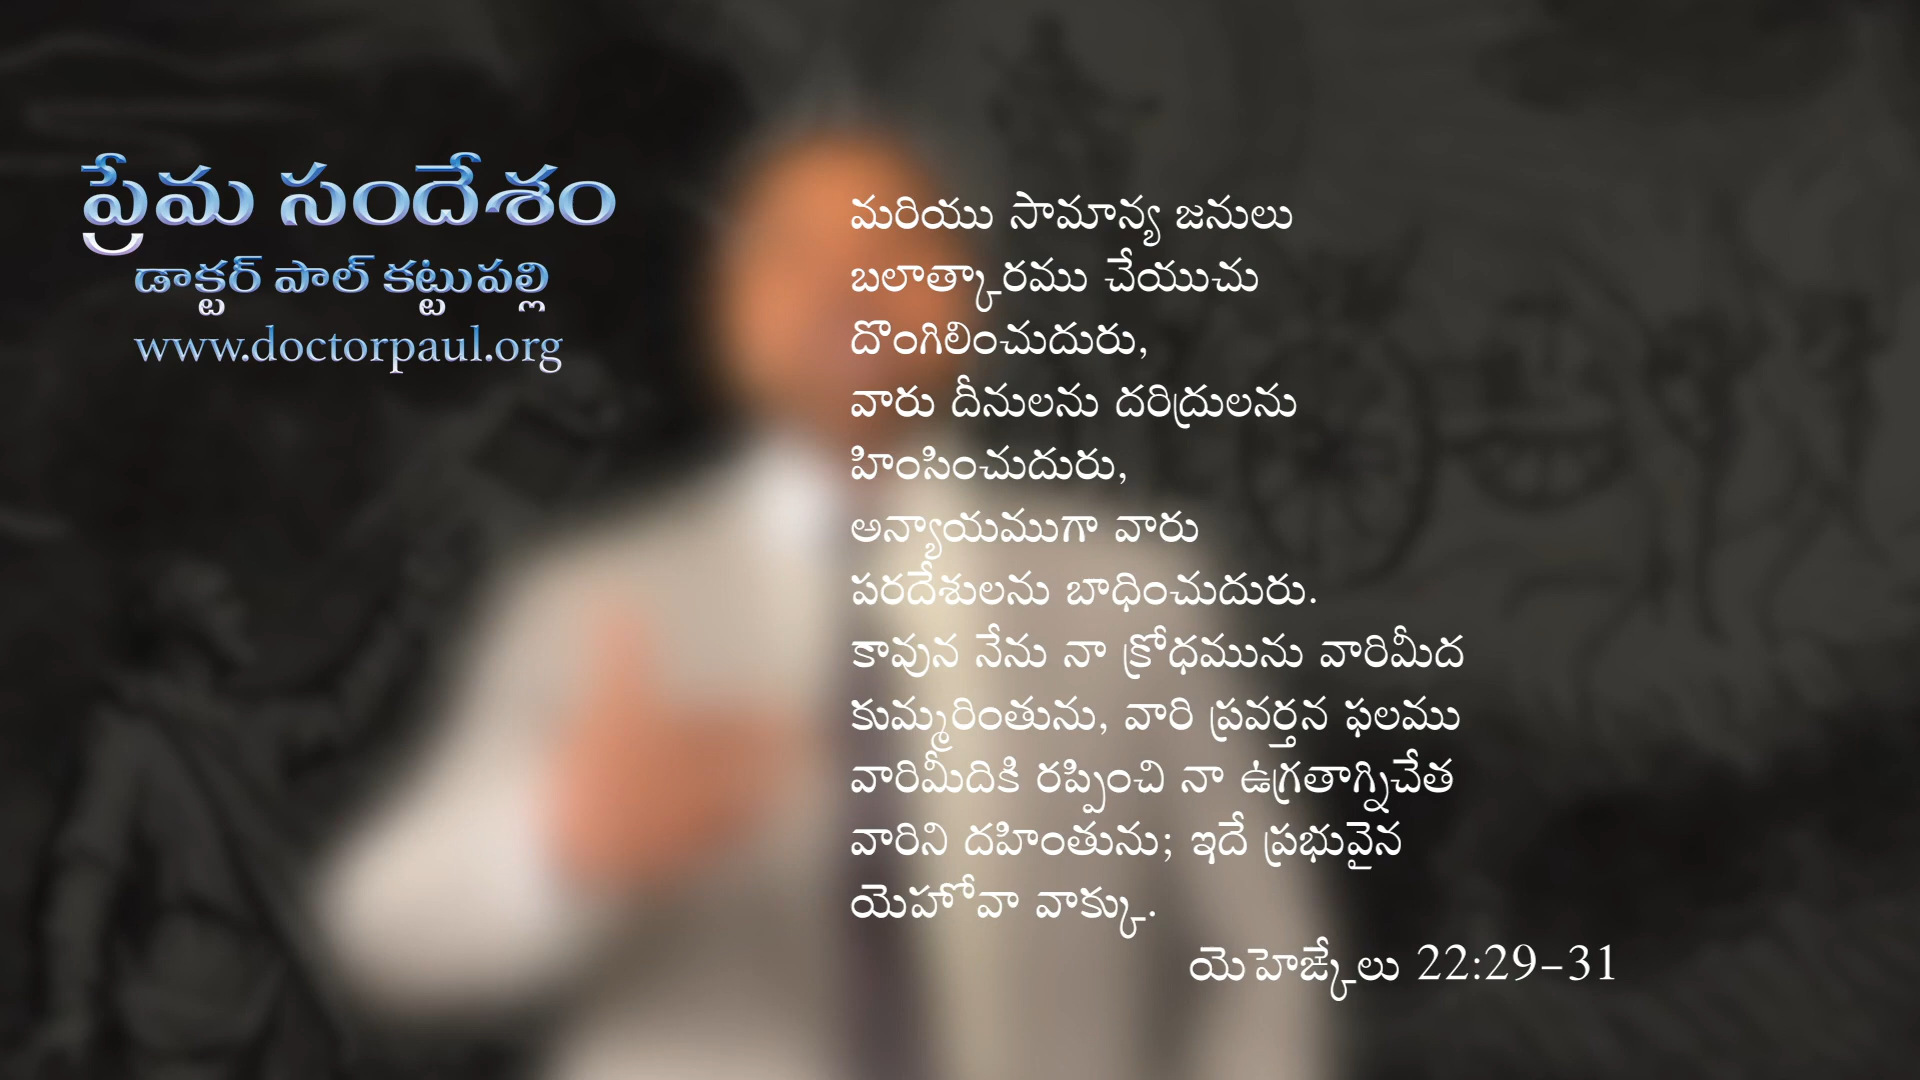 ప్రేమ సందేశం
డాక్టర్ పాల్ కట్టుపల్లి
www.doctorpaul.org
మరియు సామాన్య జనులు
బలాత్కారము చేయుచు
దొంగిలించుదురు,
వారు దీనులను దరిద్రులను
హింసించుదురు,
అన్యాయముగా వారు
పరదేశులను బాధించుదురు.
కావున నేను నా క్రోధమును వారిమీద
కుమ్మరింతును, వారి ప్రవర్తన ఫలము
వారిమీదికి రప్పించి నా ఉగ్రతాగ్నిచేత
వారిని దహింతును; ఇదే ప్రభువైన
యెహోవా వాక్కు.
యెహెఙ్కేలు 22:29-31